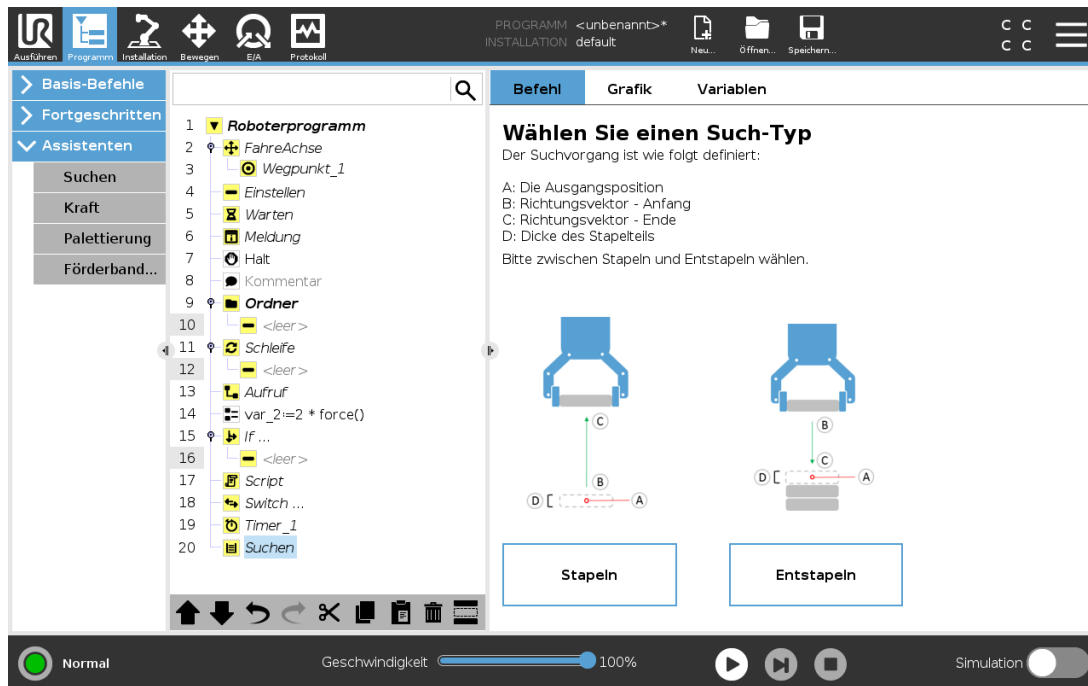 PROGRAMM <unbenannt>*
INSTALLATION default
Ausführen Programm Installation Bewegen E/A Protokoll Neu... Öffnen... Speichern...
C C
C C
Basis-Befehle
Fortgeschritten
Assistenten
Suchen
Kraft
Palettierung
Förderband...
1 Roboterprogramm
2 FahreAchse
3 Wegpunkt_1
4 Einstellen
5 Warten
6 Meldung
7 Halt
8 Kommentar
9 Ordner
10 <leer>
11 Schleife
12 <leer>
13 Aufruf
14 var_2:=2 * force()
15 If ...
16 <leer>
17 Script
18 Switch ...
19 Timer_1
20 Suchen
Befehl Grafik Variablen
Wählen Sie einen Such-Typ
Der Suchvorgang ist wie folgt definiert:
A: Die Ausgangsposition
B: Richtungsvektor - Anfang
C: Richtungsvektor - Ende
D: Dicke des Stapelteils
Bitte zwischen Stapeln und Entstapeln wählen.
C
B
D A
B
C
D A
Stapeln
Entstapeln
Normal Geschwindigkeit 100% Simulation